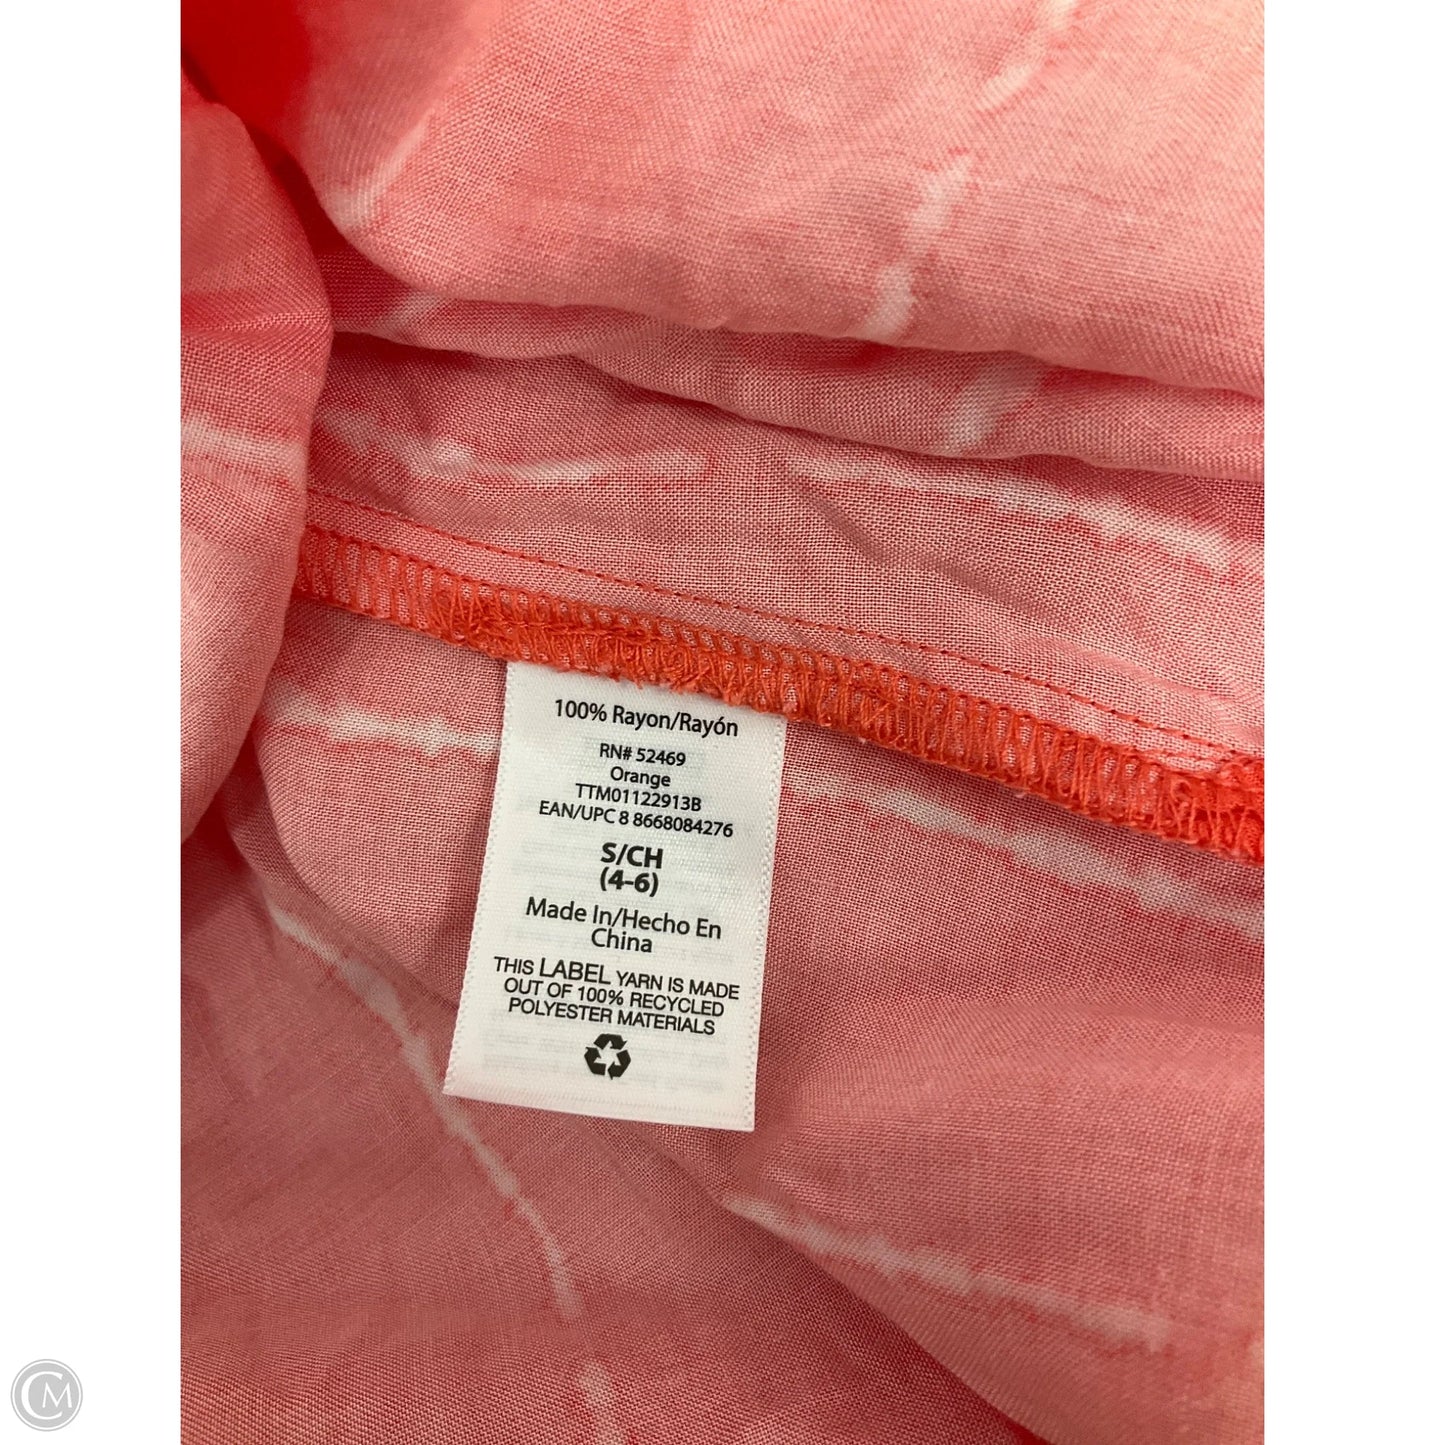 100% Rayon/Rayón
RN# 52469
Orange
TTM01122913B
EAN/UPC 8 8668084276
S/CH
(4-6)
Made In/Hecho En
China
THIS LABEL YARN IS MADE
OUT OF 100% RECYCLED
POLYESTER MATERIALS
CM